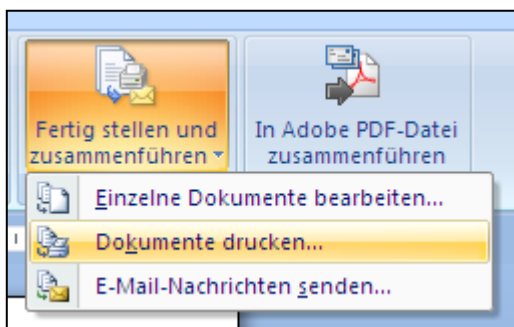 Fertig stellen und
zusammenführen
In Adobe PDF-Datei
zusammenführen
Einzelne Dokumente bearbeiten...
Dokumente drucken...
E-Mail-Nachrichten senden...